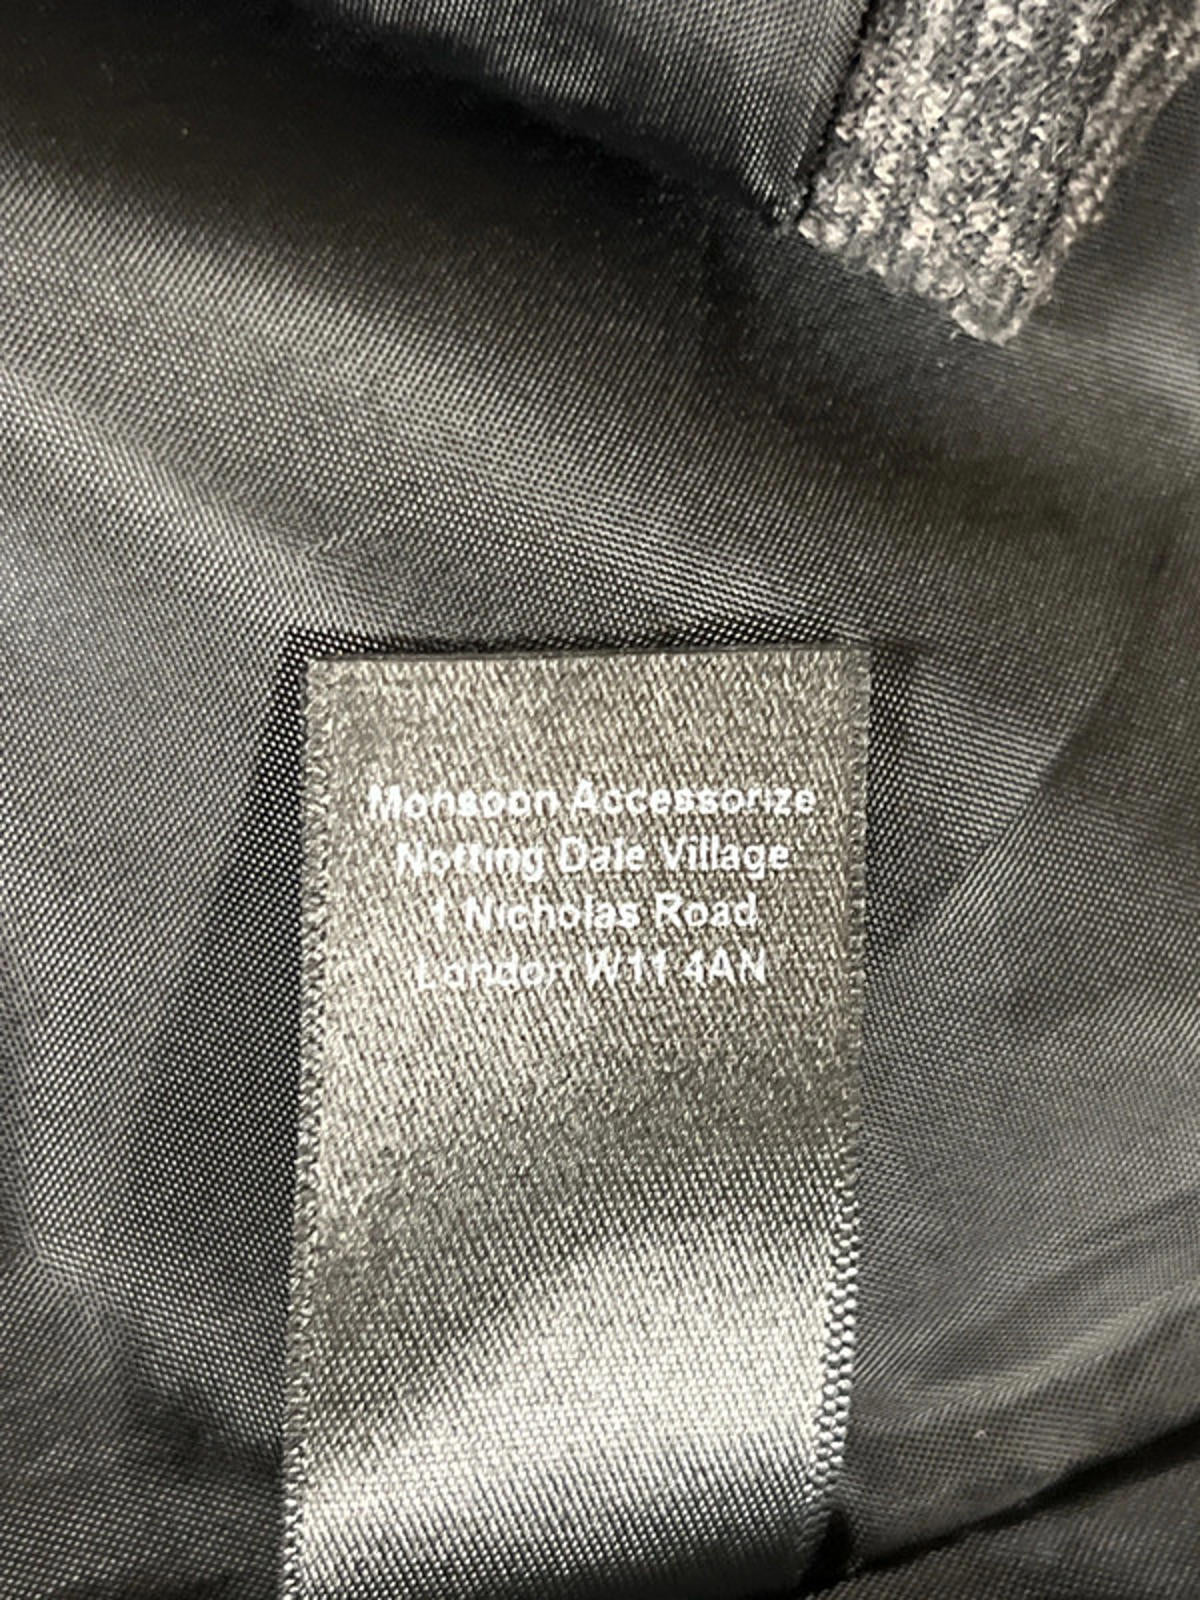 Monsoon Accessorize
Notting Dale Village
1 Nicholas Road
London W11 4AN